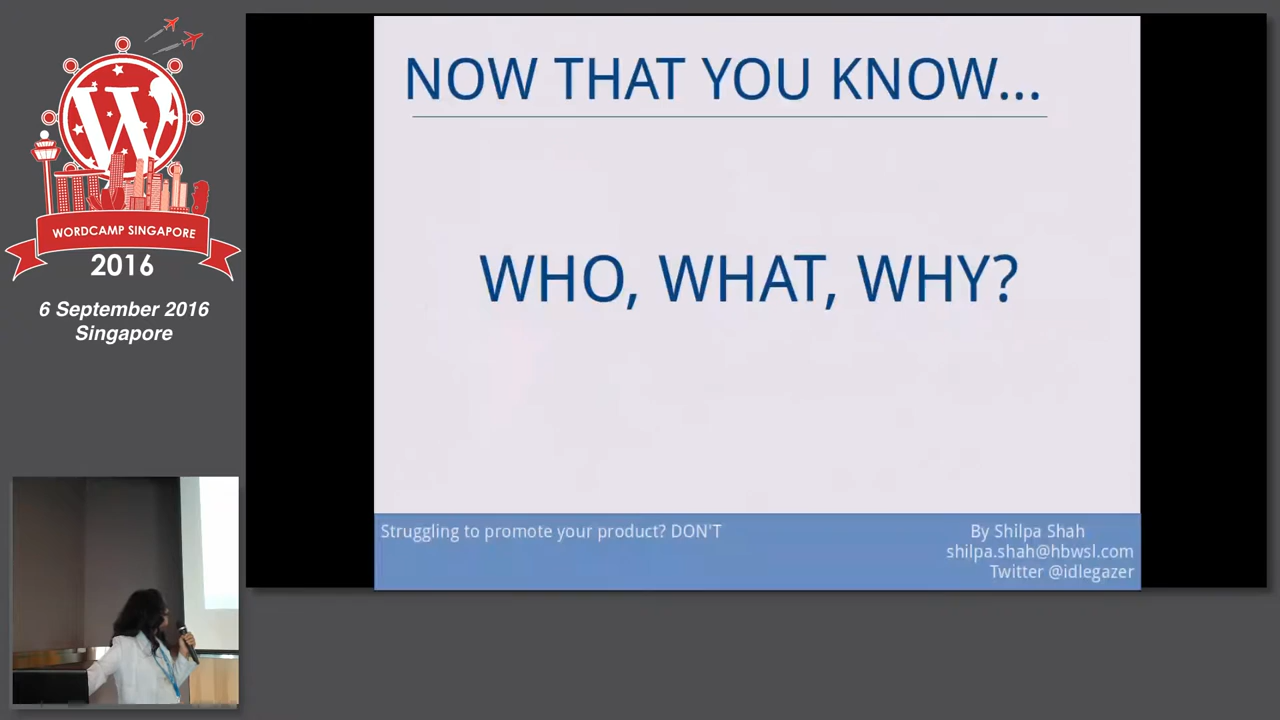 WORDCAMP SINGAPORE
2016
6 September 2016
Singapore
NOW THAT YOU KNOW...
WHO, WHAT, WHY?
Struggling to promote your product? DON'T
By Shilpa Shah
shilpa.shah@hbwsl.com
Twitter @idlegazer